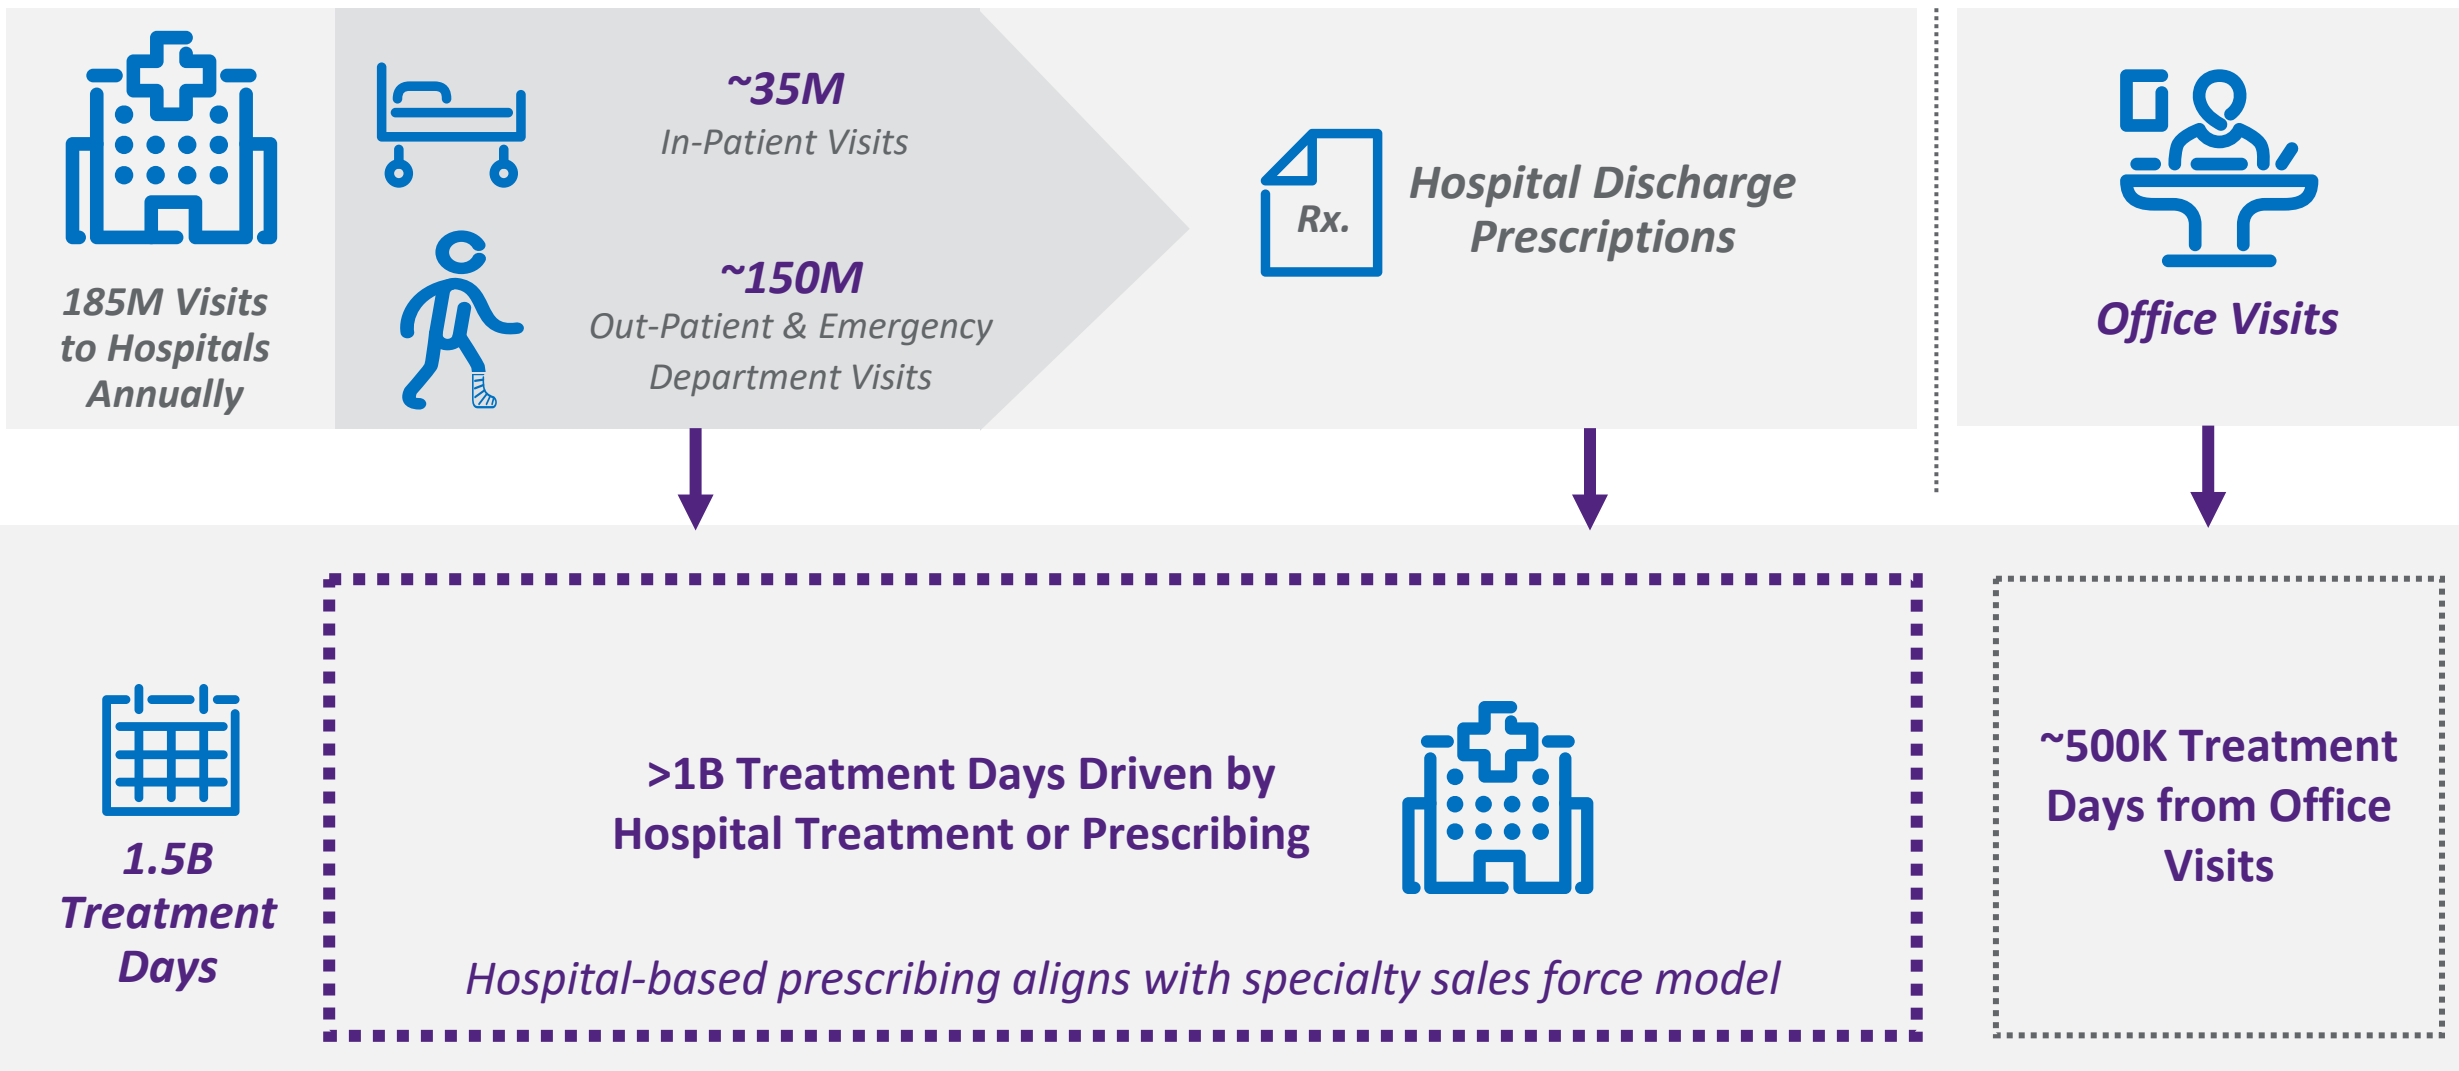 185M Visits
to Hospitals
Annually
~35M
In-Patient Visits
~150M
Out-Patient & Emergency
Department Visits
Rx.
Hospital Discharge
Prescriptions
Office Visits
1.5B
Treatment
Days
>1B Treatment Days Driven by
Hospital Treatment or Prescribing
Hospital-based prescribing aligns with specialty sales force model
~500K Treatment
Days from Office
Visits